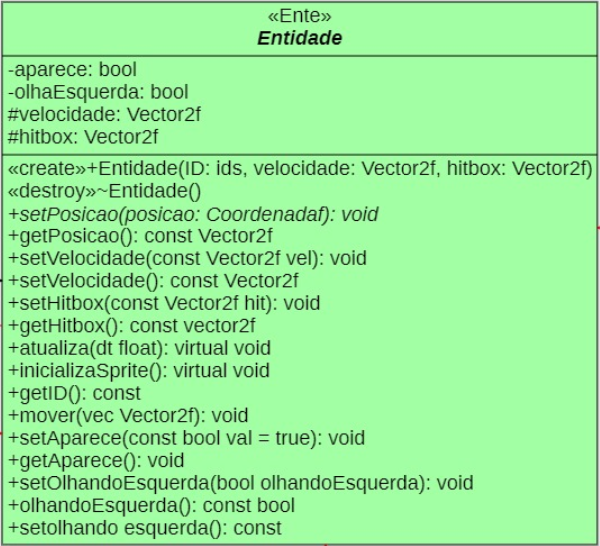 «Ente»
Entidade
-aparece: bool
-olhaEsquerda: bool
#velocidade: Vector2f
#hitbox: Vector2f
«create»+Entidade(ID: ids, velocidade: Vector2f, hitbox: Vector2f)
«destroy»~Entidade()
+setPosicao(posicao: Coordenadaf): void
+getPosicao(): const Vector2f
+setVelocidade(const Vector2f vel): void
+setVelocidade(): const Vector2f
+setHitbox(const Vector2f hit): void
+getHitbox(): const vector2f
+atualiza(dt float): virtual void
+inicializaSprite(): virtual void
+getID(): const
+mover(vec Vector2f): void
+setAparece(const bool val = true): void
+getAparece(): void
+setOlhandoEsquerda(bool olhandoEsquerda): void
+olhandoEsquerda(): const bool
+setolhando esquerda(): const